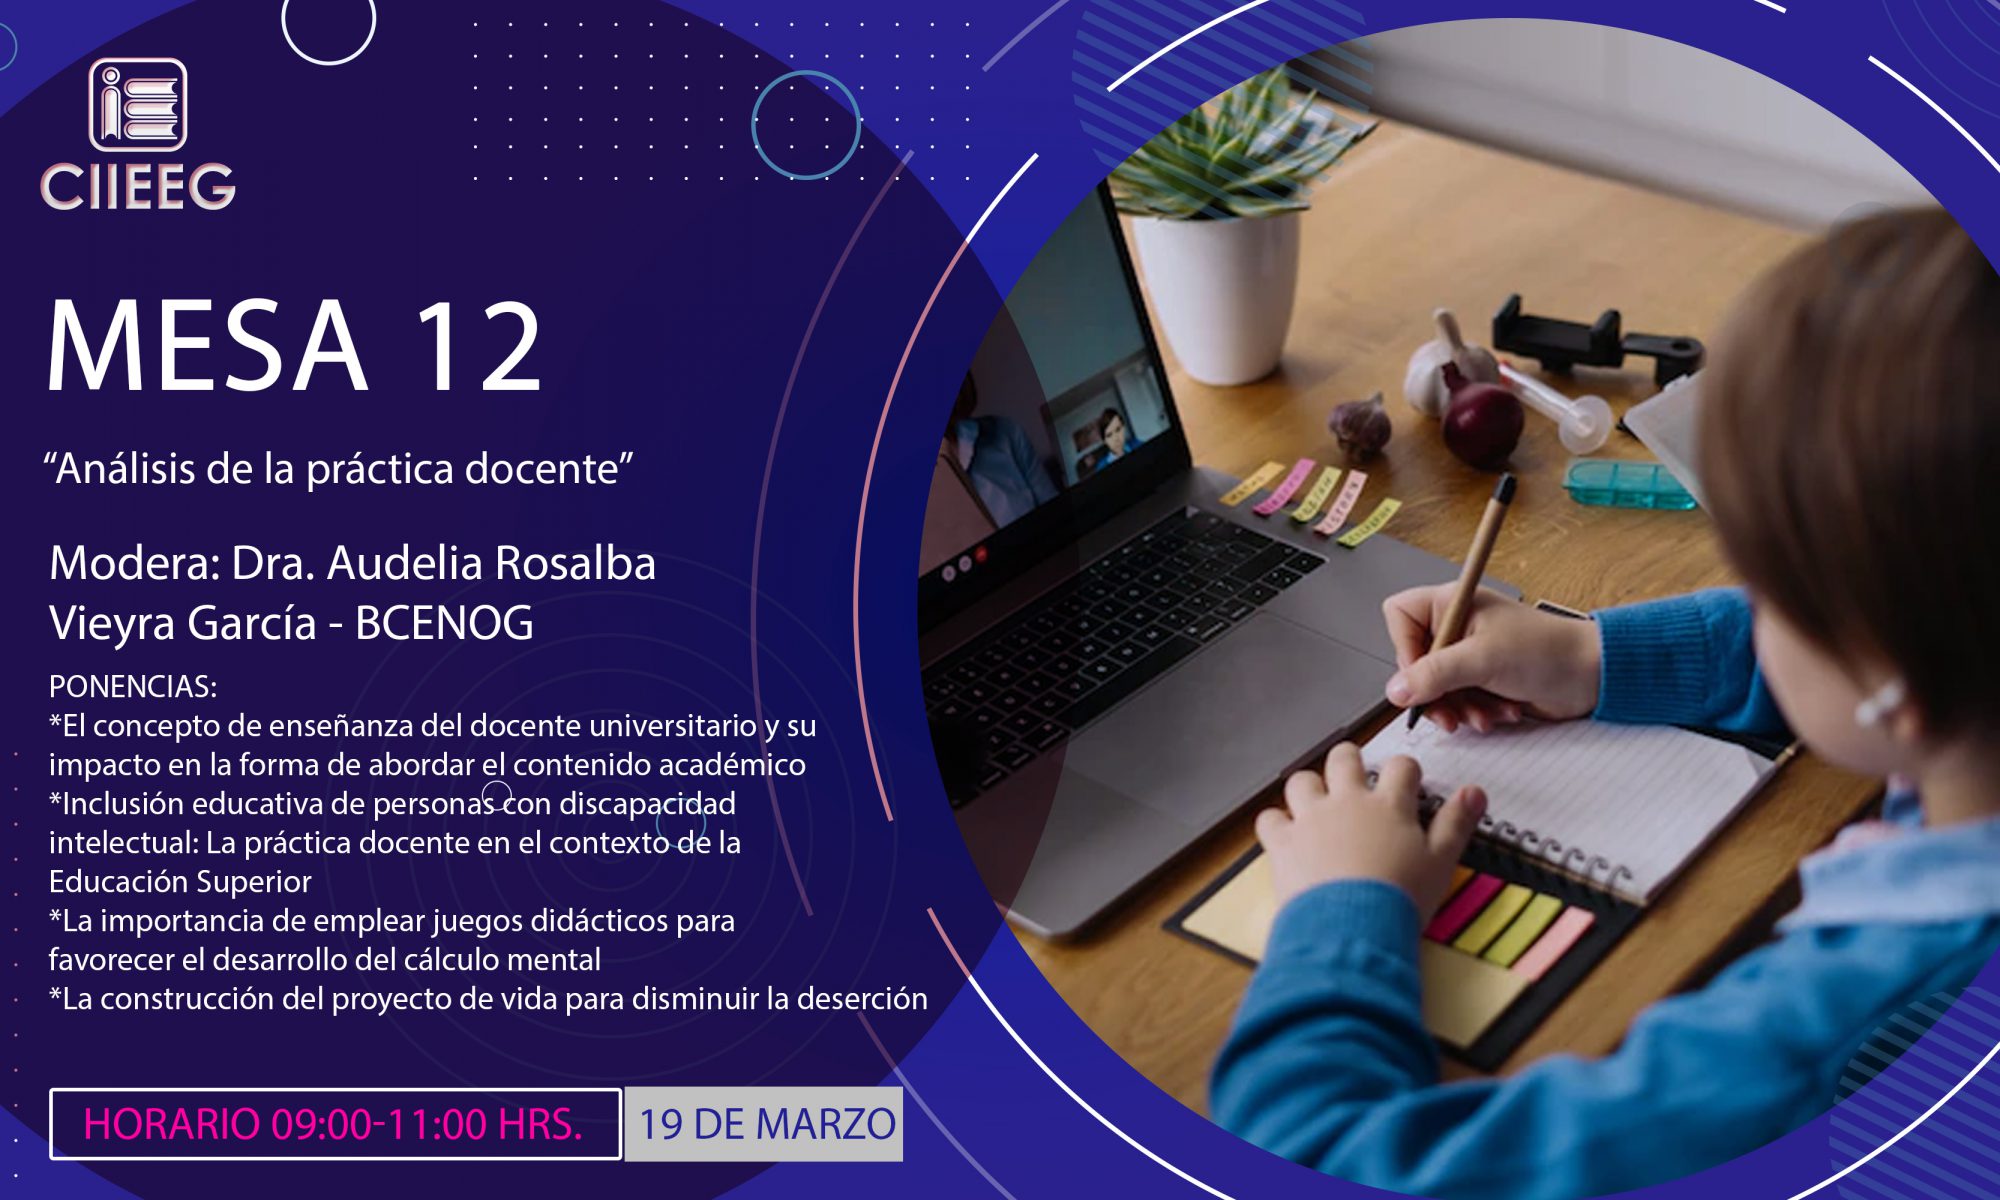 CIIEEG
MESA 12
“Análisis de la práctica docente”
Modera: Dra. Audelia Rosalba
Vieyra García - BCENOG
PONENCIAS:
*El concepto de enseñanza del docente universitario y su
impacto en la forma de abordar el contenido académico
*Inclusión educativa de personas con discapacidad
intelectual: La práctica docente en el contexto de la
Educación Superior
*La importancia de emplear juegos didácticos para
favorecer el desarrollo del cálculo mental
*La construcción del proyecto de vida para disminuir la deserción
HORARIO 09:00-11:00 HRS.
19 DE MARZO